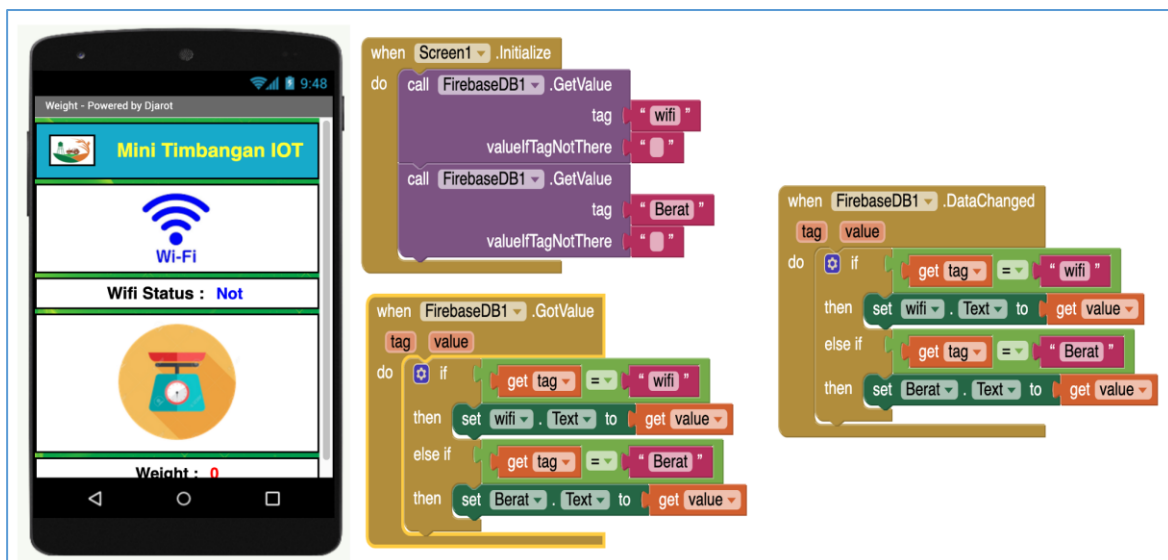 9:48
Weight - Powered by Djarot
Mini Timbangan IOT
Wi-Fi
Wifi Status : Not
Weight : 0
when Screen1 .Initialize
do call FirebaseDB1 .GetValue
tag " wifi "
valueIfTagNotThere " "
call FirebaseDB1 .GetValue
tag " Berat "
valueIfTagNotThere " "
when FirebaseDB1 .GotValue
tag value
do if get tag = " wifi "
then set wifi . Text to get value
else if get tag = " Berat "
then set Berat . Text to get value
when FirebaseDB1 .DataChanged
tag value
do if get tag = " wifi "
then set wifi . Text to get value
else if get tag = " Berat "
then set Berat . Text to get value